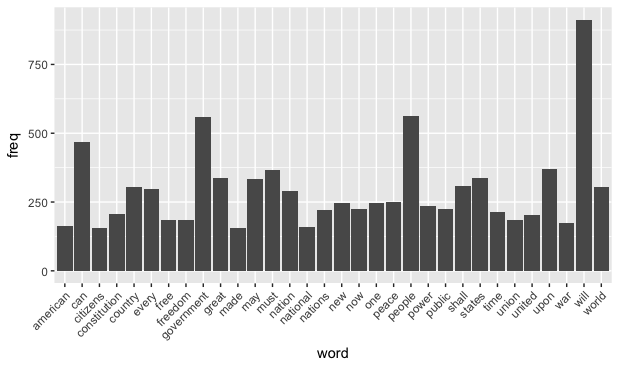 freq
750
500
250
0
american
can
citizens
constitution
country
every
free
freedom
government
great
made
may
must
nation
national
nations
new
now
one
peace
people
power
public
shall
states
time
union
united
upon
war
will
world
word